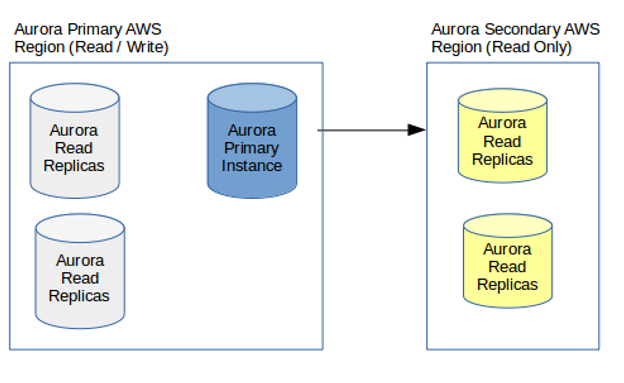 Aurora Primary AWS
Region (Read / Write)
Aurora
Read
Replicas
Aurora
Primary
Instance
Aurora
Read
Replicas
Aurora Secondary AWS
Region (Read Only)
Aurora
Read
Replicas
Aurora
Read
Replicas